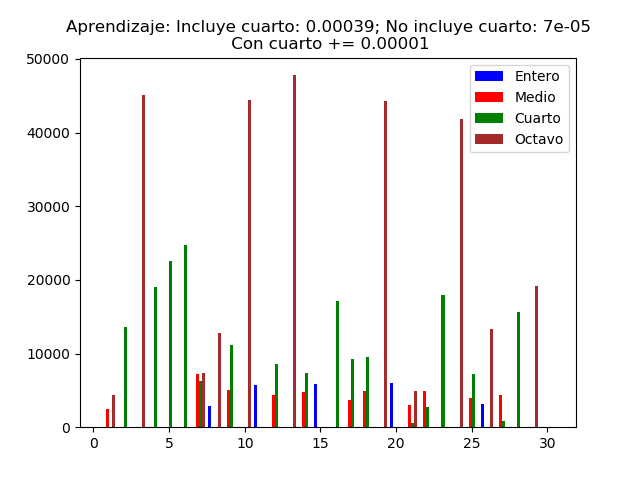 Aprendizaje: Incluye cuarto: 0.00039; No incluye cuarto: 7e-05
Con cuarto += 0.00001
50000
40000
30000
20000
10000
0
Entero
Medio
Cuarto
Octavo
0 5 10 15 20 25 30